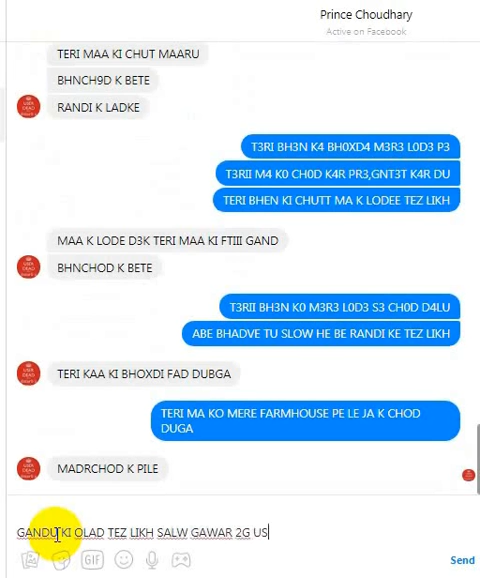 Prince Choudhary
Active on Facebook
TERI MAA KI CHUT MAARU
BHNCH9D K BETE
RANDI K LADKE
T3RI BH3N K4 BH0XD4 M3R3 L0D3 P3
T3RII M4 K0 CH0D K4R PR3,GNT3T K4R DU
TERI BHEN KI CHUTT MA K LODEE TEZ LIKH
MAA K LODE D3K TERI MAA KI FTIII GAND
BHNCHOD K BETE
T3RII BH3N K0 M3R3 L0D3 S3 CH0D D4LU
ABE BHADVE TU SLOW HE BE RANDI KE TEZ LIKH
TERI KAA KI BHOXDI FAD DUBGA
TERI MA KO MERE FARMHOUSE PE LE JA K CHOD
DUGA
MADRCHOD K PILE
GANDU KI OLAD TEZ LIKH SALW GAWAR 2G US
GIF
Send